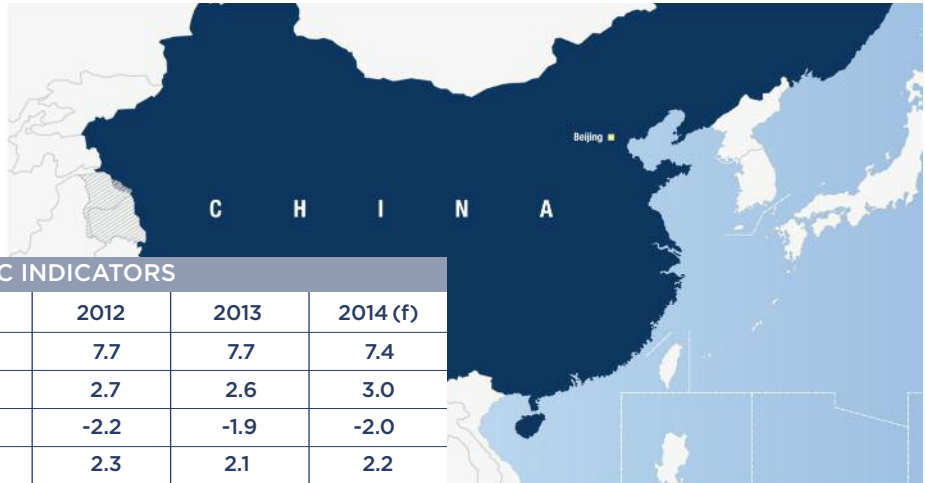 Beijing
C H I N A
C INDICATORS
2012 2013 2014 (f)
7.7 7.7 7.4
2.7 2.6 3.0
-2.2 -1.9 -2.0
2.3 2.1 2.2